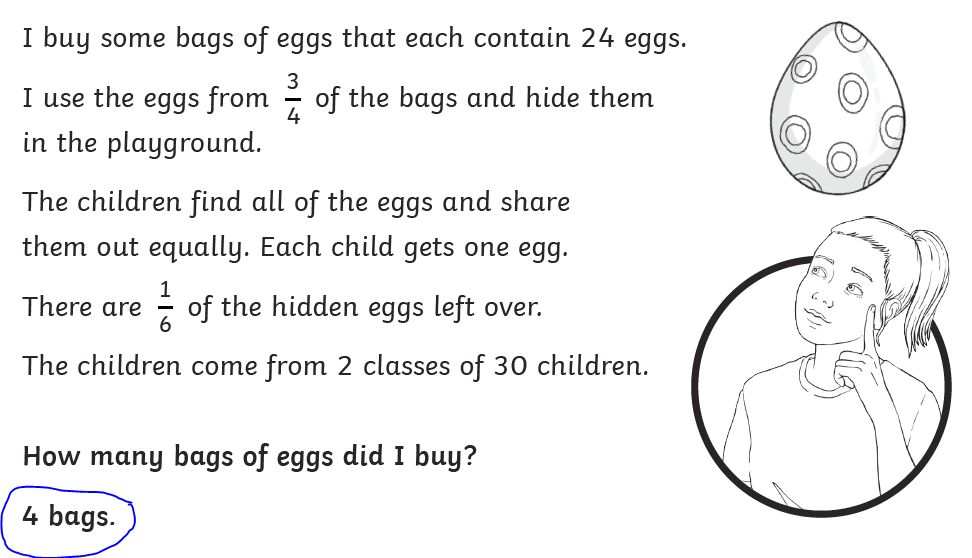 I buy some bags of eggs that each contain 24 eggs.
I use the eggs from 3/4 of the bags and hide them
in the playground.
The children find all of the eggs and share
them out equally. Each child gets one egg.
There are 1/6 of the hidden eggs left over.
The children come from 2 classes of 30 children.
How many bags of eggs did I buy?
4 bags.